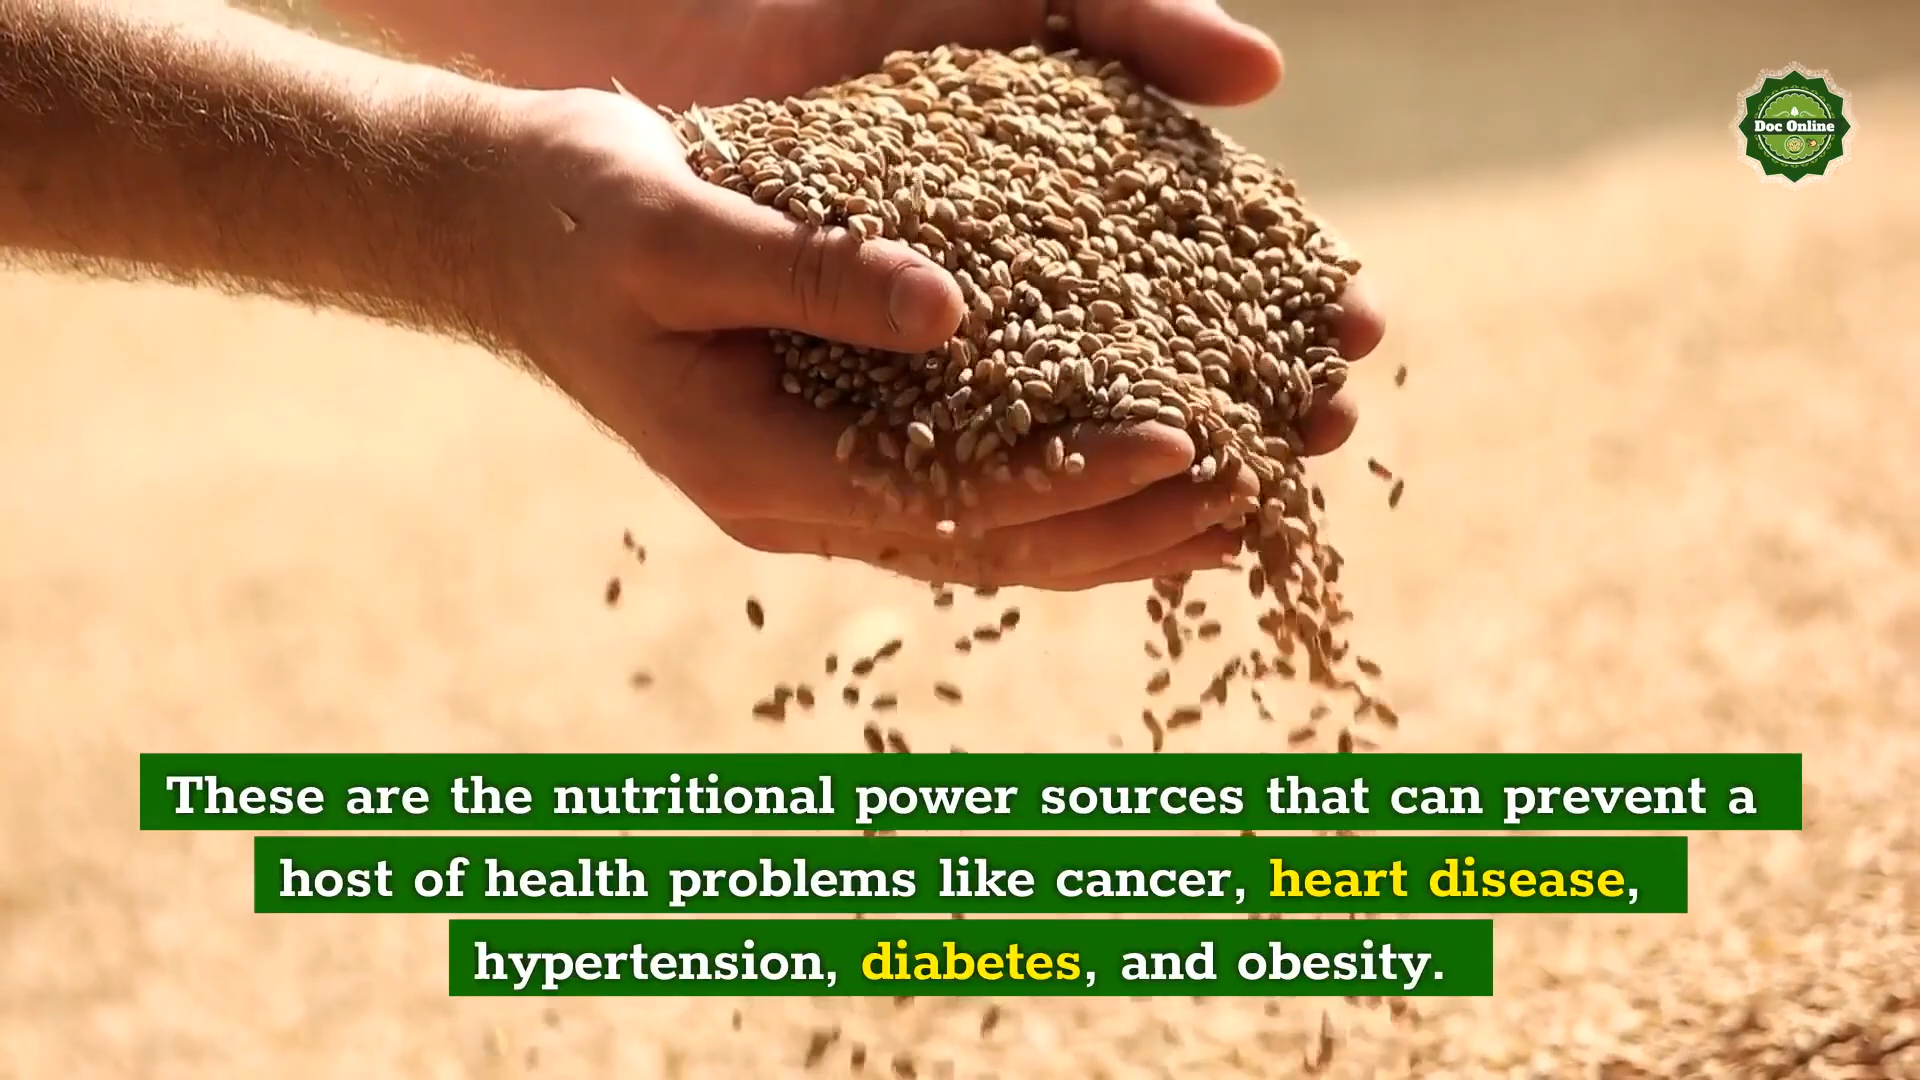 Doc Online
These are the nutritional power sources that can prevent a
host of health problems like cancer, heart disease,
hypertension, diabetes, and obesity.